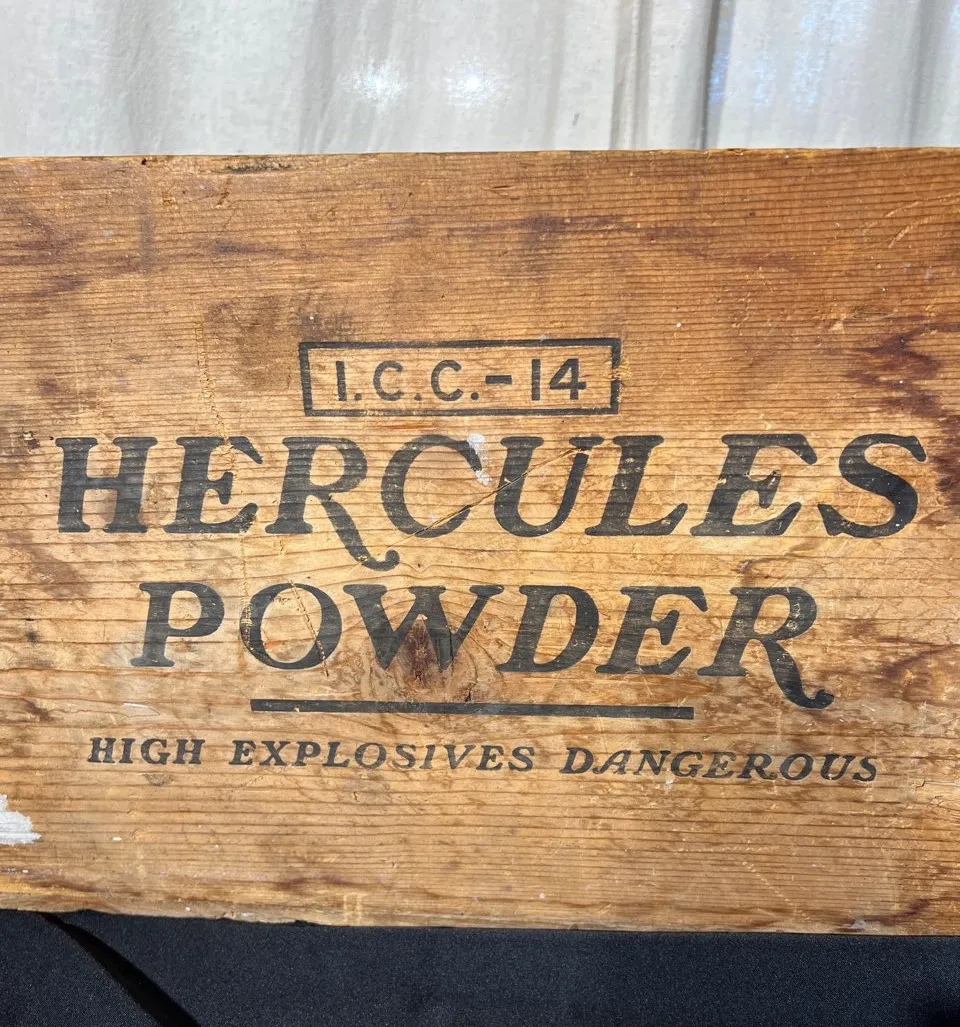 I.C.C.-14
HERCULES
POWDER
HIGH EXPLOSIVES DANGEROUS